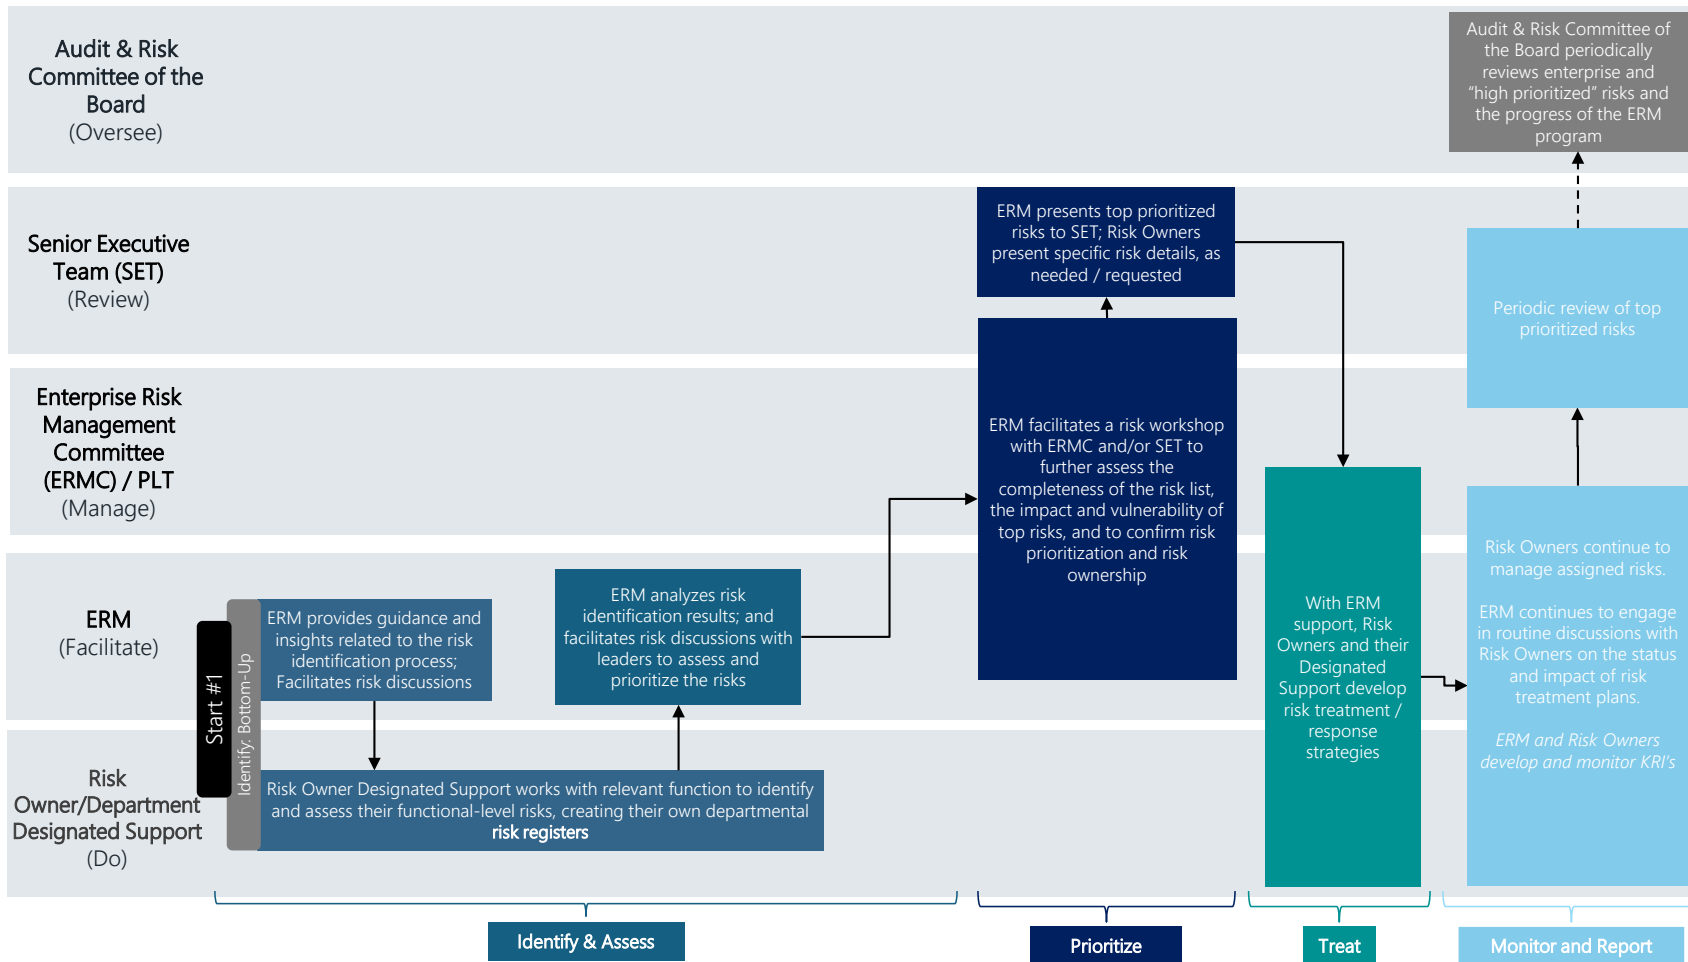 Audit & Risk
Committee of the
Board
(Oversee)
Audit & Risk Committee of
the Board periodically
reviews enterprise and
“high prioritized” risks and
the progress of the ERM
program
Senior Executive
Team (SET)
(Review)
ERM presents top prioritized
risks to SET; Risk Owners
present specific risk details, as
needed / requested
Periodic review of top
prioritized risks
Enterprise Risk
Management
Committee
(ERMC) / PLT
(Manage)
ERM facilitates a risk workshop
with ERMC and/or SET to
further assess the
completeness of the risk list,
the impact and vulnerability of
top risks, and to confirm risk
prioritization and risk
ownership
ERM
(Facilitate)
Start #1
Identify: Bottom-Up
ERM provides guidance and
insights related to the risk
identification process;
Facilitates risk discussions
ERM analyzes risk
identification results; and
facilitates risk discussions with
leaders to assess and
prioritize the risks
With ERM
support, Risk
Owners and their
Designated
Support develop
risk treatment /
response
strategies
Risk Owners continue to
manage assigned risks.
ERM continues to engage
in routine discussions with
Risk Owners on the status
and impact of risk
treatment plans.
ERM and Risk Owners
develop and monitor KRI's
Risk
Owner/Department
Designated Support
(Do)
Risk Owner Designated Support works with relevant function to identify
and assess their functional-level risks, creating their own departmental
risk registers
Identify & Assess
Prioritize
Treat
Monitor and Report